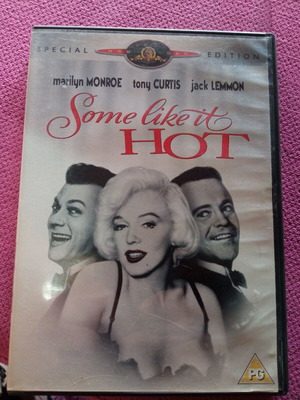 SPECIAL EDITION
marilyn MONROE tony CURTIS jack LEMMON
Some like it
HOT
PG